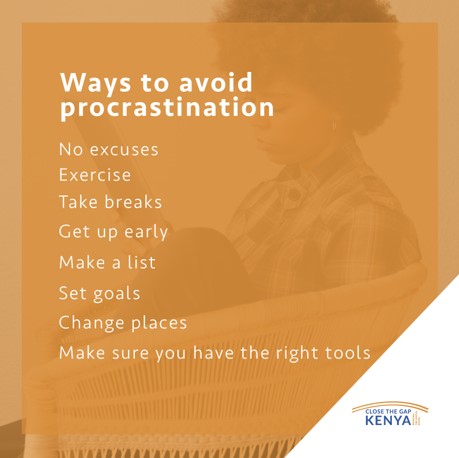 Ways to avoid
procrastination
No excuses
Exercise
Take breaks
Get up early
Make a list
Set goals
Change places
Make sure you have the right tools
CLOSE THE GAP
KENYA